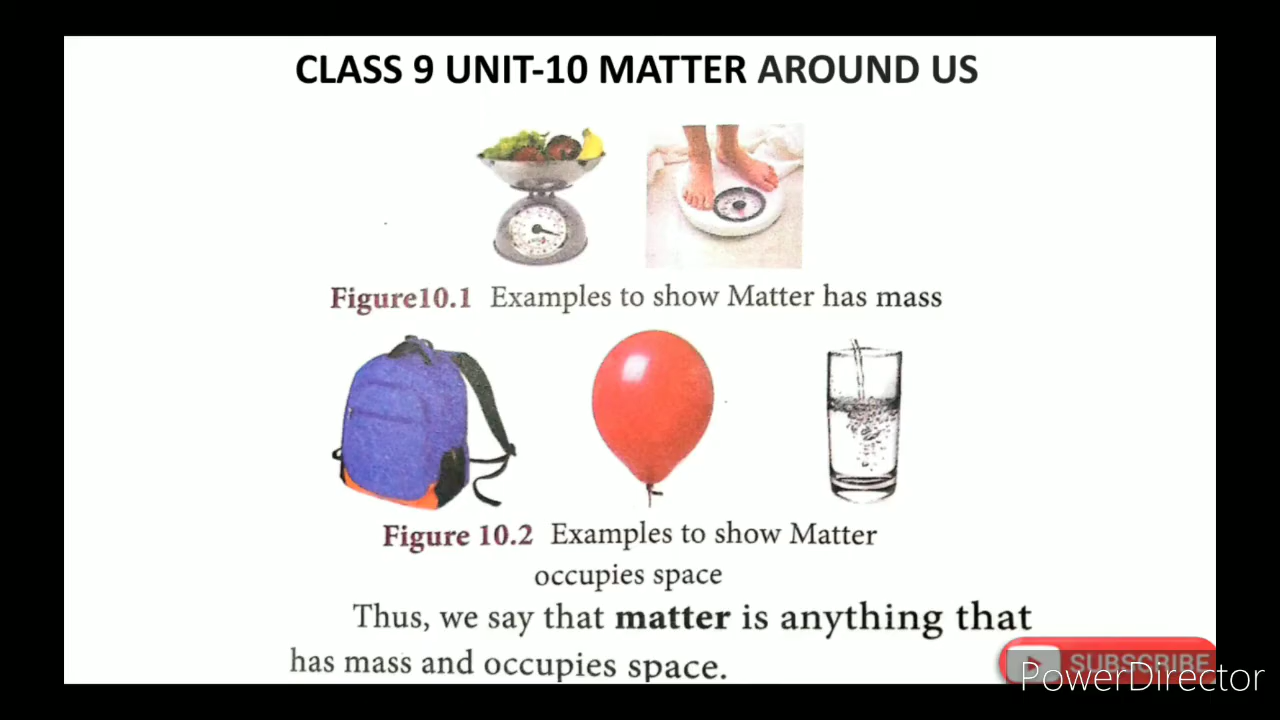 CLASS 9 UNIT-10 MATTER AROUND US
Figure10.1 Examples to show Matter has mass
Figure 10.2 Examples to show Matter
occupies space
Thus, we say that matter is anything that
has mass and occupies space.
SUBSCRIBE
PowerDirector